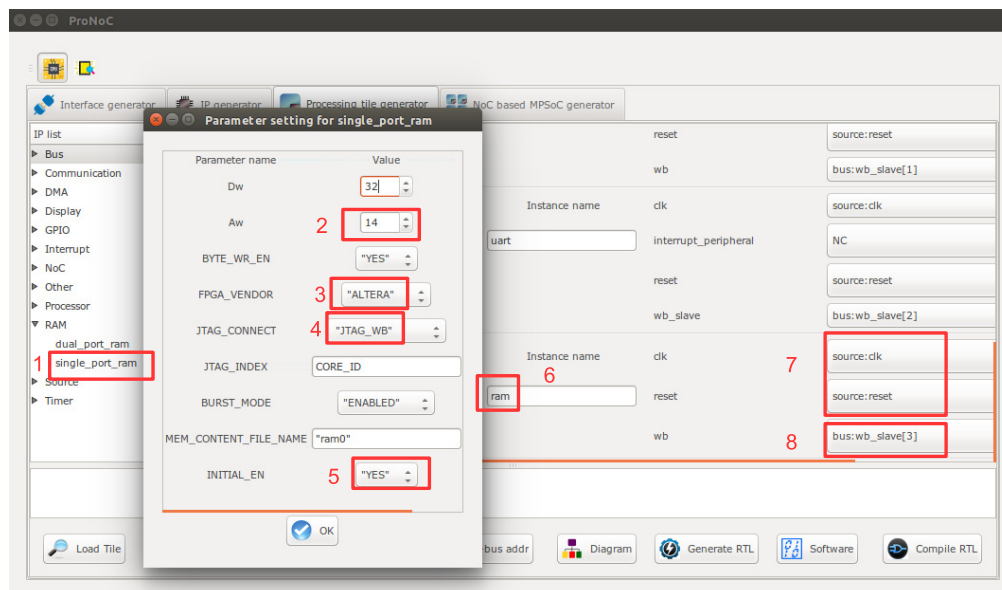 ProNoC
Interface generator
IP generator
Processing tile generator
NoC based MPSoC generator
IP list
Bus
Communication
DMA
Display
GPIO
Interrupt
NoC
Other
Processor
RAM
dual_port_ram
1 single_port_ram
Source
Timer
Parameter setting for single_port_ram
Parameter name Value
Dw 32
Aw 2 14
BYTE_WR_EN "YES"
FPGA_VENDOR 3 "ALTERA"
JTAG_CONNECT 4 "JTAG_WB"
JTAG_INDEX CORE_ID
BURST_MODE "ENABLED"
MEM_CONTENT_FILE_NAME "ram0"
INITIAL_EN 5 "YES"
OK
reset source:reset
wb bus:wb_slave[1]
Instance name clk source:clk
uart interrupt_peripheral NC
reset source:reset
wb_slave bus:wb_slave[2]
Instance name clk 7 source:clk
6
ram reset source:reset
wb 8 bus:wb_slave[3]
Load Tile
bus addr
Diagram
Generate RTL
Software
Compile RTL